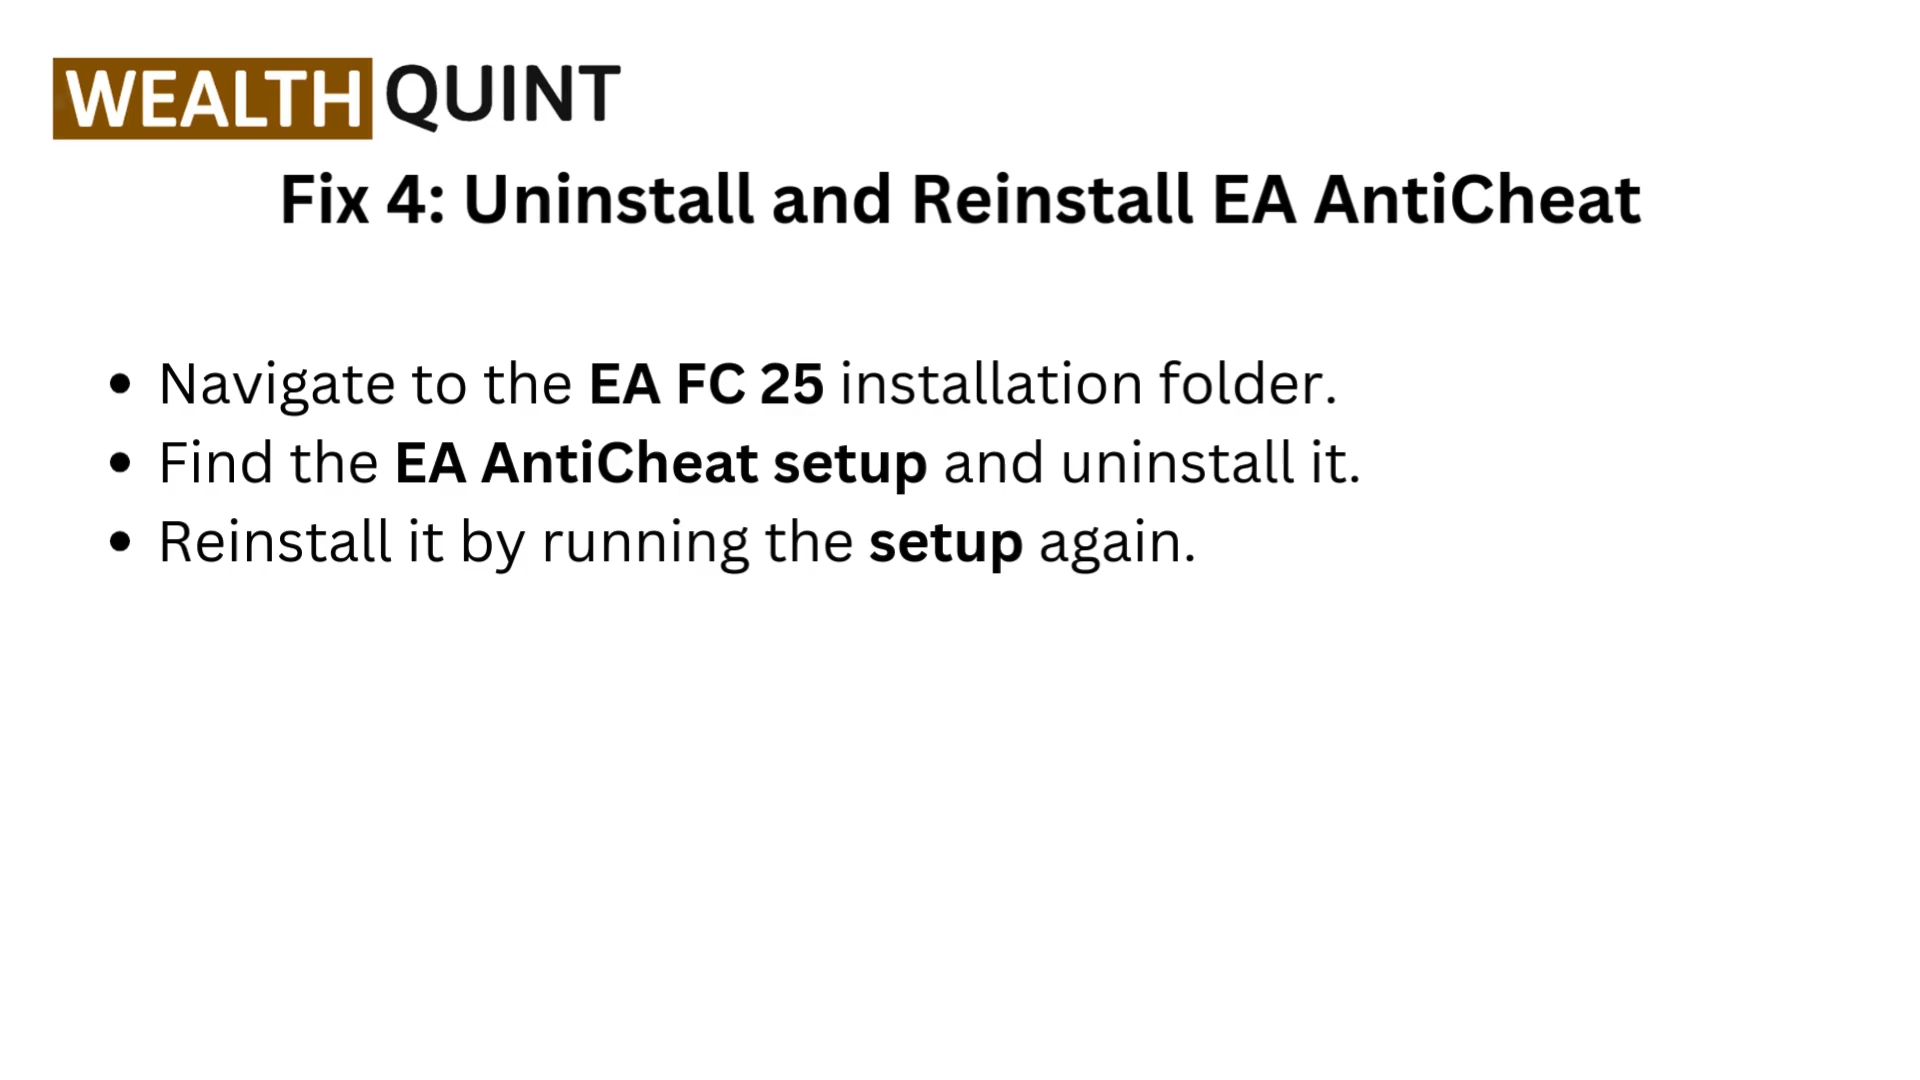 WEALTH QUINT
Fix 4: Uninstall and Reinstall EA AntiCheat
• Navigate to the EA FC 25 installation folder.
• Find the EA AntiCheat setup and uninstall it.
• Reinstall it by running the setup again.